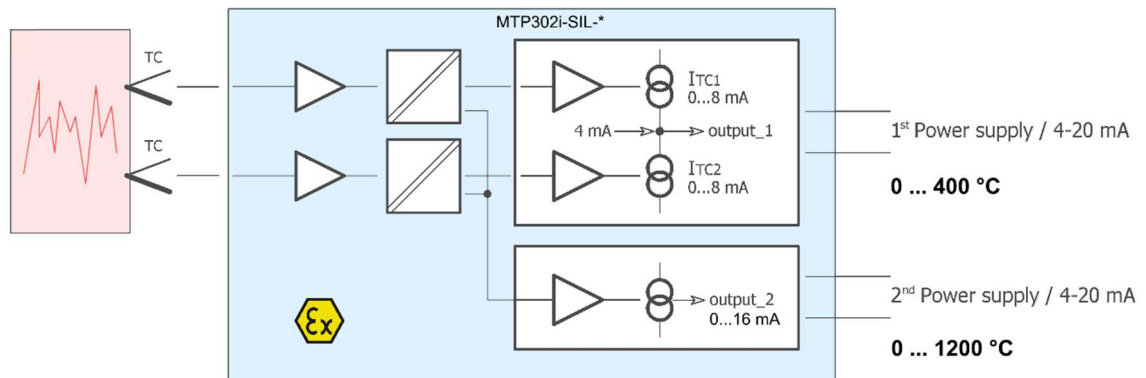 MTP302i-SIL-*
TC
ITC1
0...8 mA
4 mA
output_1
1st Power supply / 4-20 mA
TC
ITC2
0...8 mA
0 ... 400 °C
output_2
0...16 mA
2nd Power supply / 4-20 mA
Ex
0 ... 1200 °C